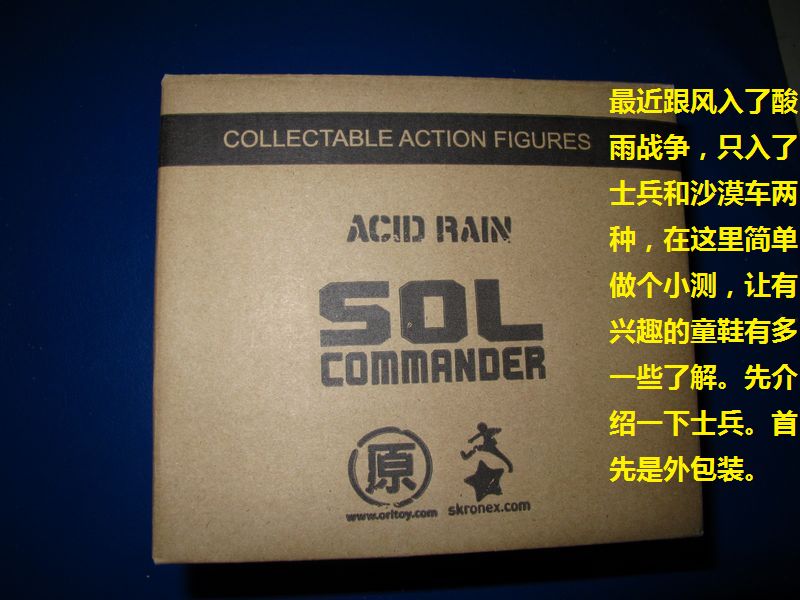 COLLECTABLE ACTION FIGURES
ACID RAIN
SOL
COMMANDER
原
www.oritoy.com
skronex.com
最近跟风入了酸
雨战争，只入了
士兵和沙漠车两
种，在这里简单
做个小测，让有
兴趣的童鞋有多
一些了解。先介
绍一下士兵。首
先是外包装。